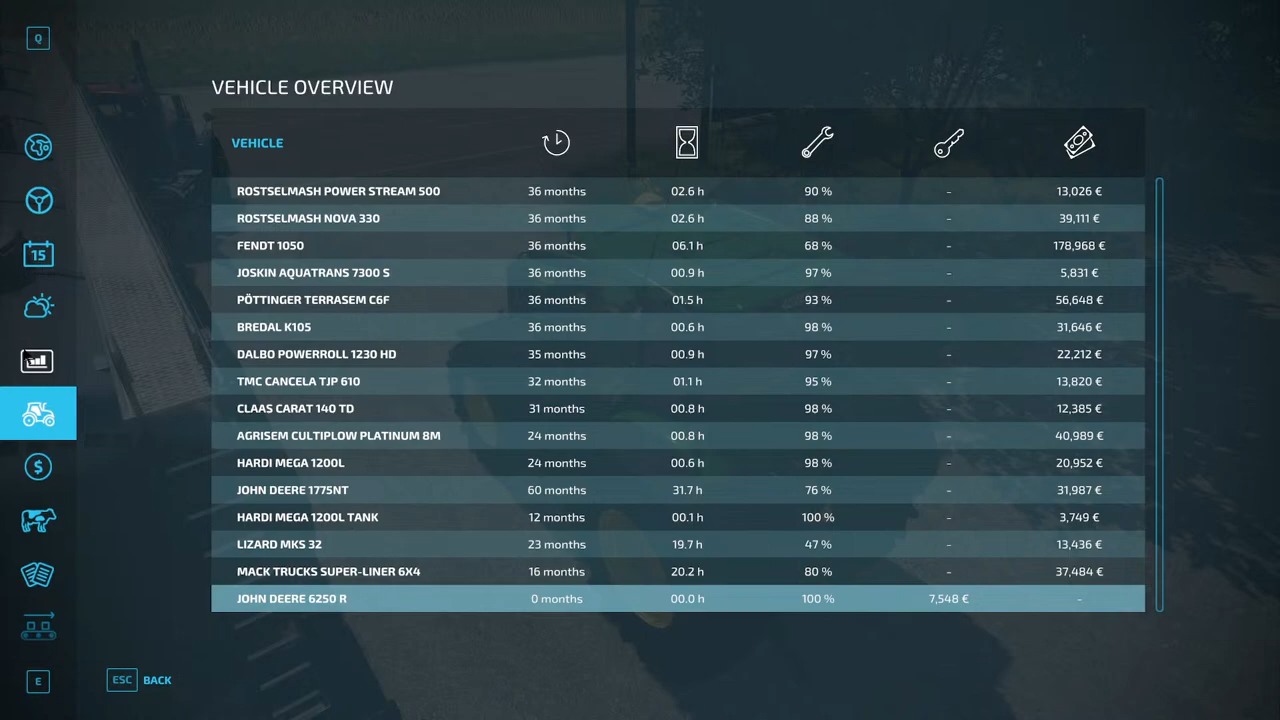 Q
VEHICLE OVERVIEW
VEHICLE
ROSTSELMASH POWER STREAM 500 36 months 02.6 h 90 % - 13,026 €
ROSTSELMASH NOVA 330 36 months 02.6 h 88 % - 39,111 €
FENDT 1050 36 months 06.1 h 68 % - 178,968 €
JOSKIN AQUATRANS 7300 S 36 months 00.9 h 97 % - 5,831 €
PÖTTINGER TERRASEM C6F 36 months 01.5 h 93 % - 56,648 €
BREDAL K105 36 months 00.6 h 98 % - 31,646 €
DALBO POWERROLL 1230 HD 35 months 00.9 h 97 % - 22,212 €
TMC CANCELA TJP 610 32 months 01.1 h 95 % - 13,820 €
CLAAS CARAT 140 TD 31 months 00.8 h 98 % - 12,385 €
AGRISEM CULTIPLOW PLATINUM 8M 24 months 00.8 h 98 % - 40,989 €
HARDI MEGA 1200L 24 months 00.6 h 98 % - 20,952 €
JOHN DEERE 1775NT 60 months 31.7 h 76 % - 31,987 €
HARDI MEGA 1200L TANK 12 months 00.1 h 100 % - 3,749 €
LIZARD MKS 32 23 months 19.7 h 47 % - 13,436 €
MACK TRUCKS SUPER-LINER 6X4 16 months 20.2 h 80 % - 37,484 €
JOHN DEERE 6250 R 0 months 00.0 h 100 % 7,548 € -
15
$
E
ESC BACK